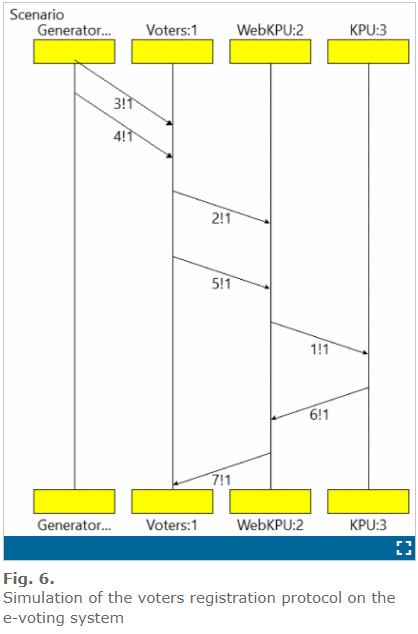 Scenario
Generator... Voters:1 WebKPU:2 KPU:3
3!1
4!1
2!1
5!1
1!1
6!1
7!1
Generator... Voters:1 WebKPU:2 KPU:3
Fig. 6.
Simulation of the voters registration protocol on the
e-voting system